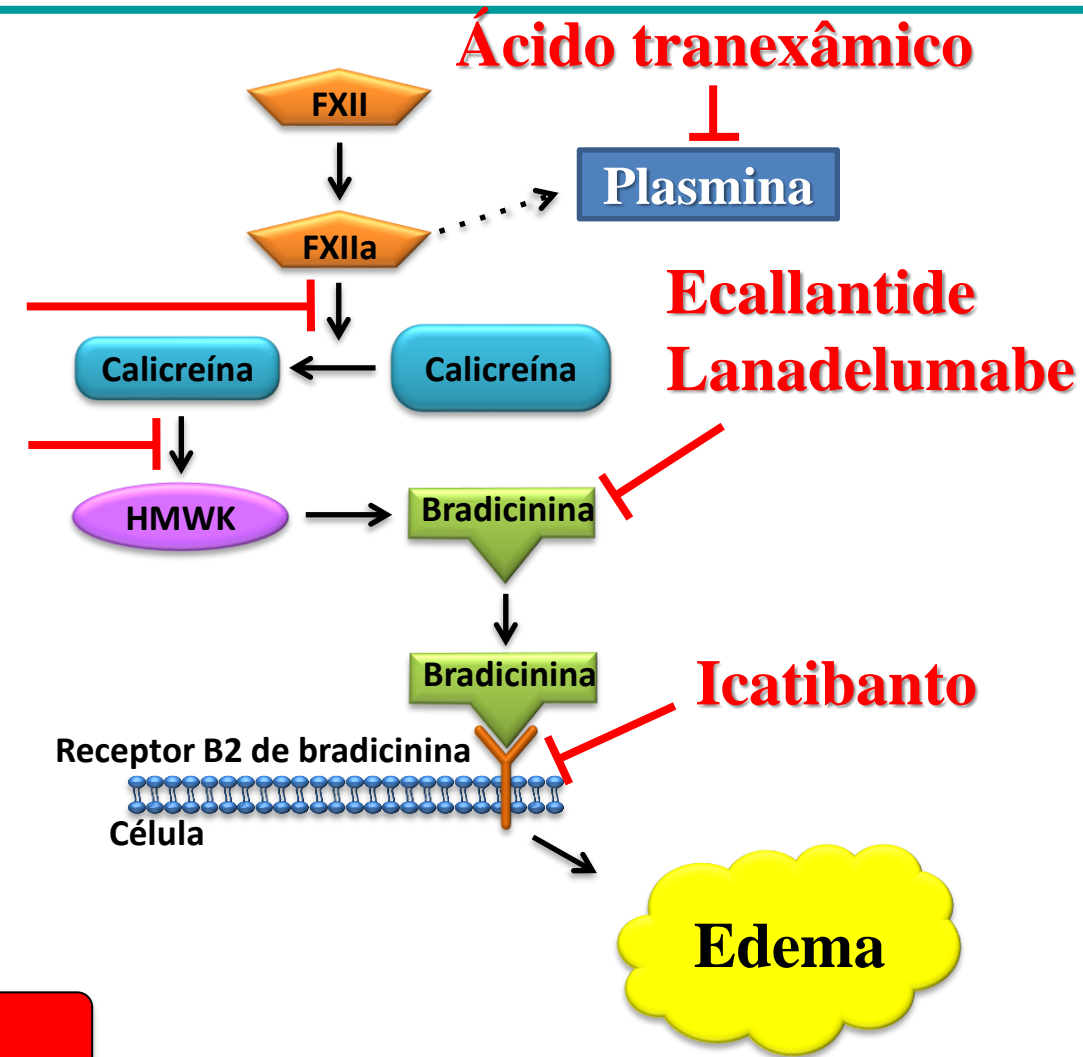 Ácido tranexâmico
FXII
Plasmina
FXIIa
Ecallantide
Lanadelumabe
Calicreína
Calicreína
HMWK
Bradicinina
Bradicinina
Icatibanto
Receptor B2 de bradicinina
Célula
Edema